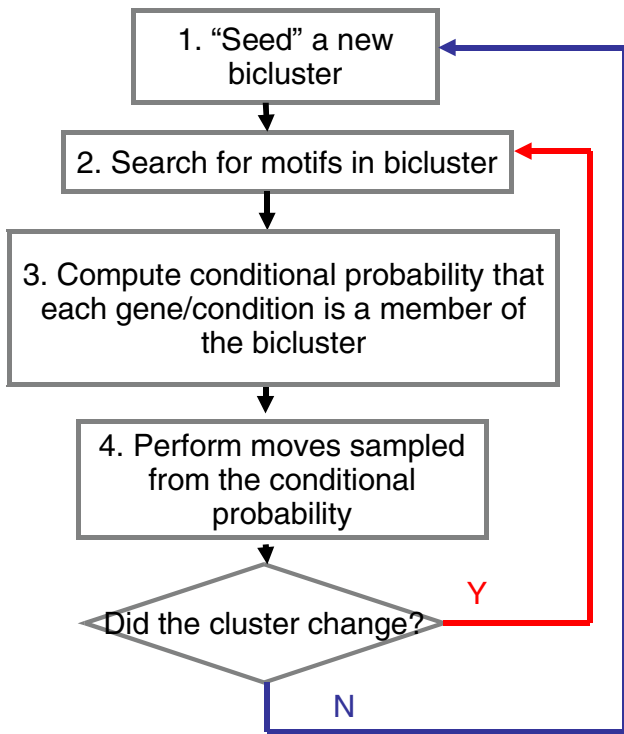 1. “Seed” a new
bicluster
2. Search for motifs in bicluster
3. Compute conditional probability that
each gene/condition is a member of
the bicluster
4. Perform moves sampled
from the conditional
probability
Did the cluster change?
Y
N